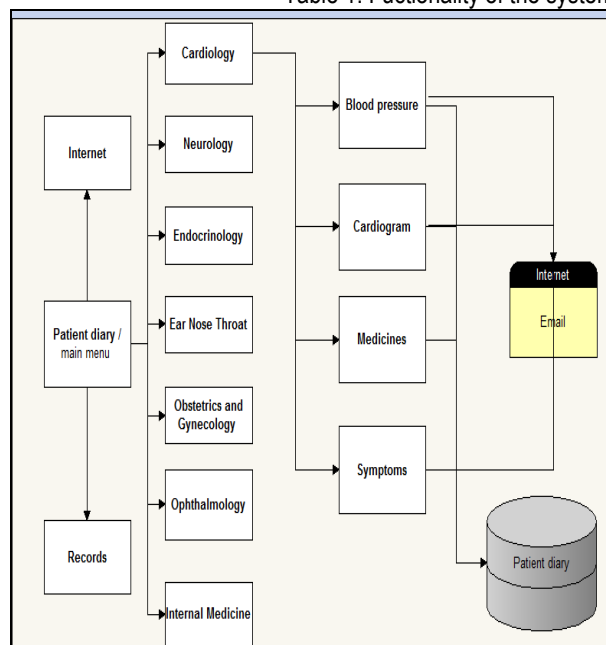 Table 1. Fuctionality of the system
Cardiology
Blood pressure
Internet
Neurology
Cardiogram
Endocrinology
Internet
Email
Patient diary /
main menu
Ear Nose Throat
Medicines
Obstetrics and
Gynecology
Symptoms
Ophthalmology
Records
Patient diary
Internal Medicine